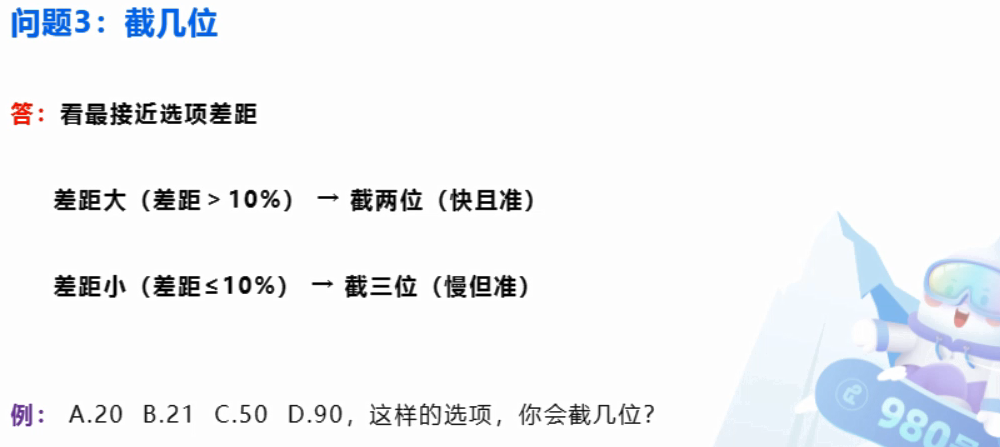 问题3：截几位
答：看最接近选项差距
差距大（差距＞10%） → 截两位（快且准）
差距小（差距≤10%） → 截三位（慢但准）
例： A.20 B.21 C.50 D.90，这样的选项，你会截几位？
Fb
980